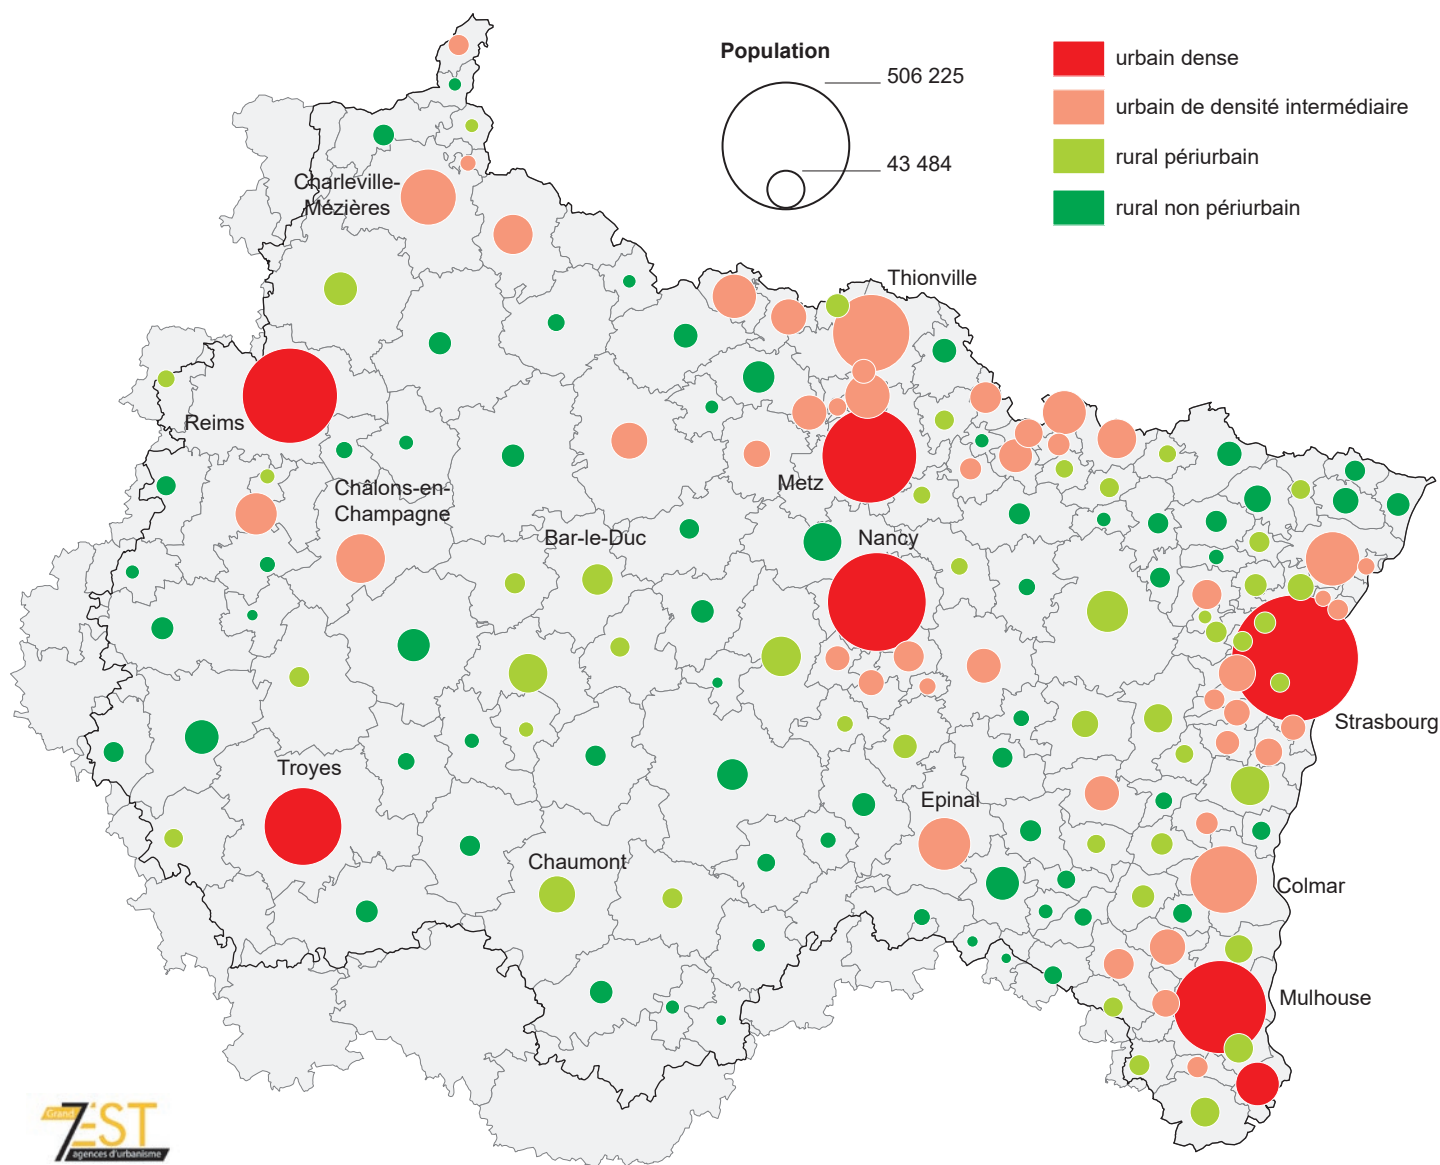 Population
506 225
43 484
urbain dense
urbain de densité intermédiaire
rural périurbain
rural non périurbain
Charleville-
Mézières
Thionville
Reims
Metz
Châlons-en-
Champagne
Bar-le-Duc
Nancy
Strasbourg
Troyes
Epinal
Chaumont
Colmar
Mulhouse
Grand
7EST
agences d'urbanisme